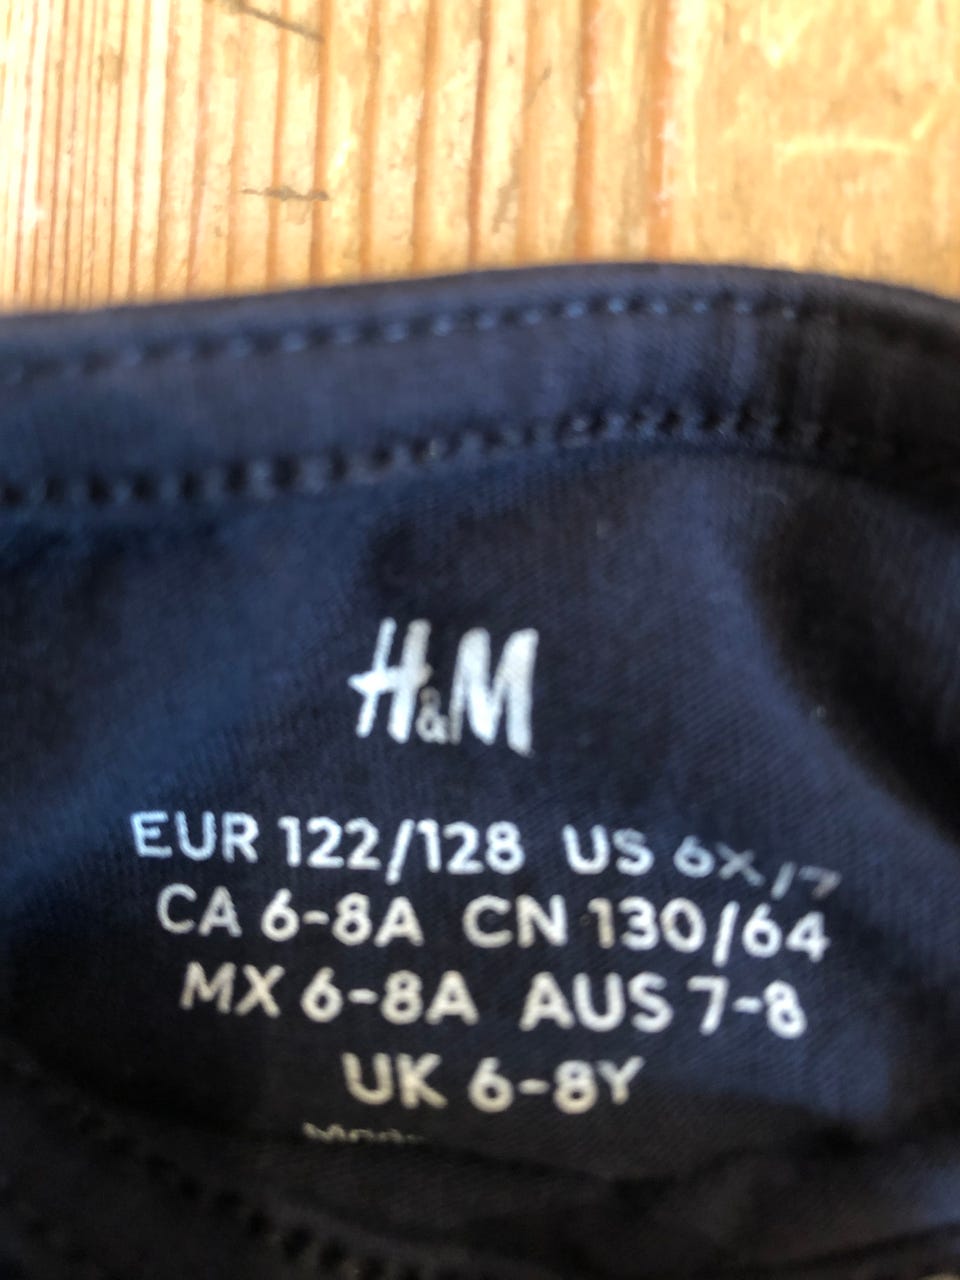 H&M
EUR 122/128 US 6X/7
CA 6-8A CN 130/64
MX 6-8A AUS 7-8
UK 6-8Y